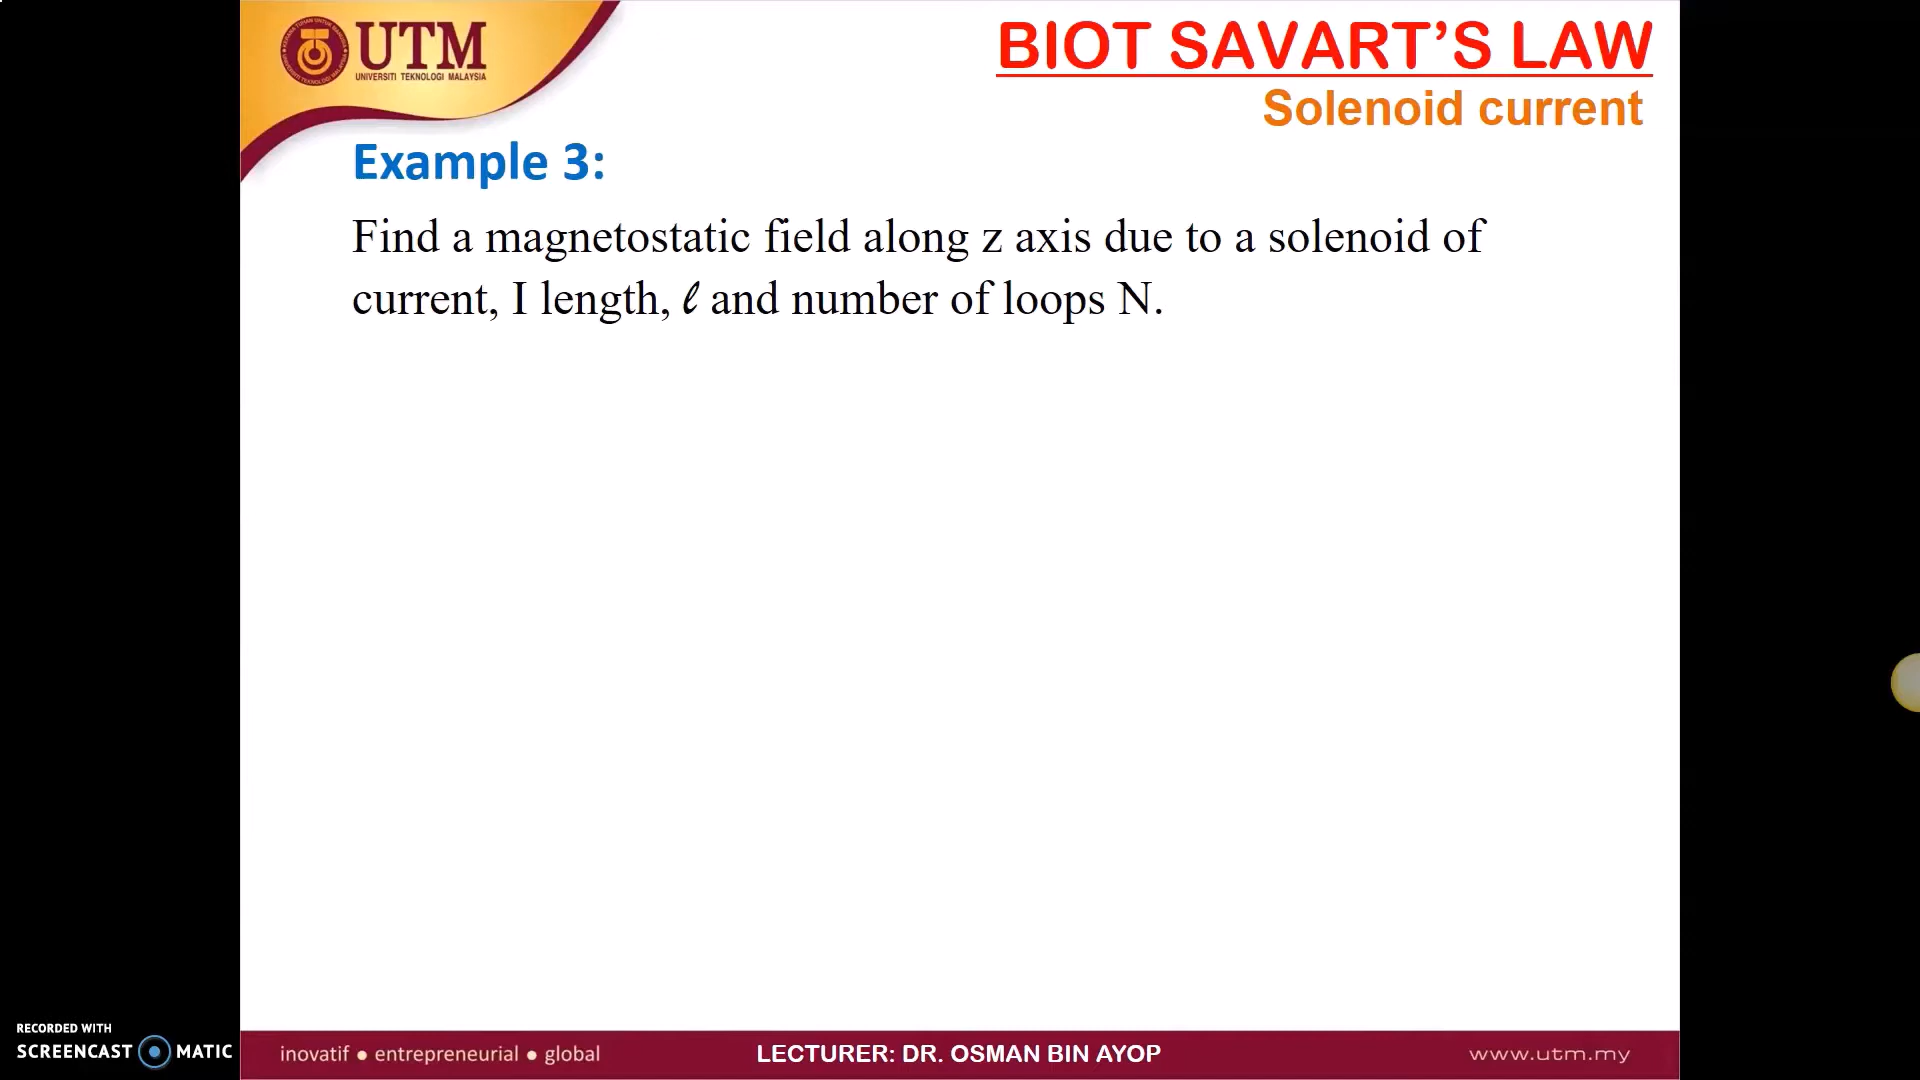 UTM
UNIVERSITI TEKNOLOGI MALAYSIA
BIOT SAVART’S LAW
Solenoid current
Example 3:
Find a magnetostatic field along z axis due to a solenoid of
current, I length, ℓ and number of loops N.
RECORDED WITH
SCREENCAST MATIC
inovatif ● entrepreneurial ● global
LECTURER: DR. OSMAN BIN AYOP
www.utm.my